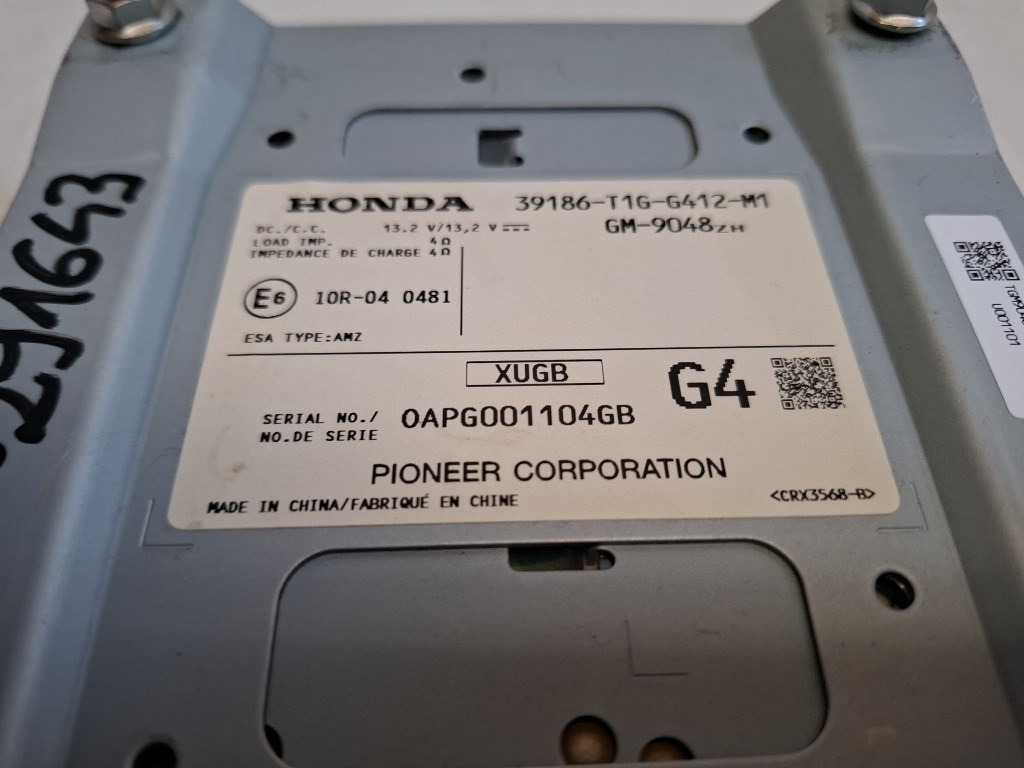 HONDA 39186-T1G-G412-M1
DC./C.C. 13.2 V/13,2 V GM-9048ZH
LOAD IMP. 4Ω
IMPEDANCE DE CHARGE 4Ω
E6 10R-04 0481
ESA TYPE:AMZ
XUGB
G4
SERIAL NO./ 0APG001104GB
NO.DE SERIE
PIONEER CORPORATION
MADE IN CHINA/FABRIQUÉ EN CHINE <CRX3568-B>
U001101
291643